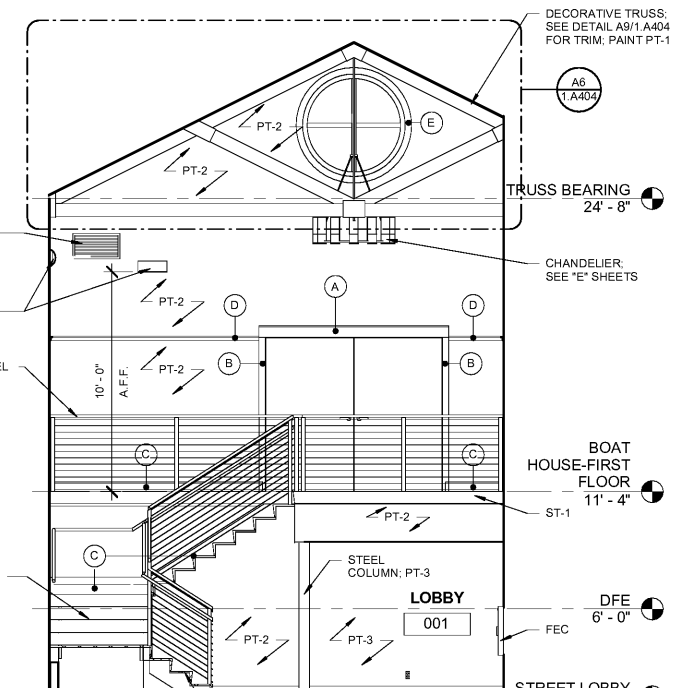 DECORATIVE TRUSS;
SEE DETAIL A9/1.A404
FOR TRIM; PAINT PT-1
A6
1.A404
E
PT-2
PT-2
TRUSS BEARING
24' - 8"
CHANDELIER;
SEE "E" SHEETS
A
PT-2
D
D
B
B
PT-2
10' - 0"
A.F.F.
EL
C
C
BOAT
HOUSE-FIRST
FLOOR
11' - 4"
ST-1
PT-2
C
STEEL
COLUMN; PT-3
LOBBY
001
DFE
6' - 0"
FEC
PT-2
PT-3
STREET LOBBY